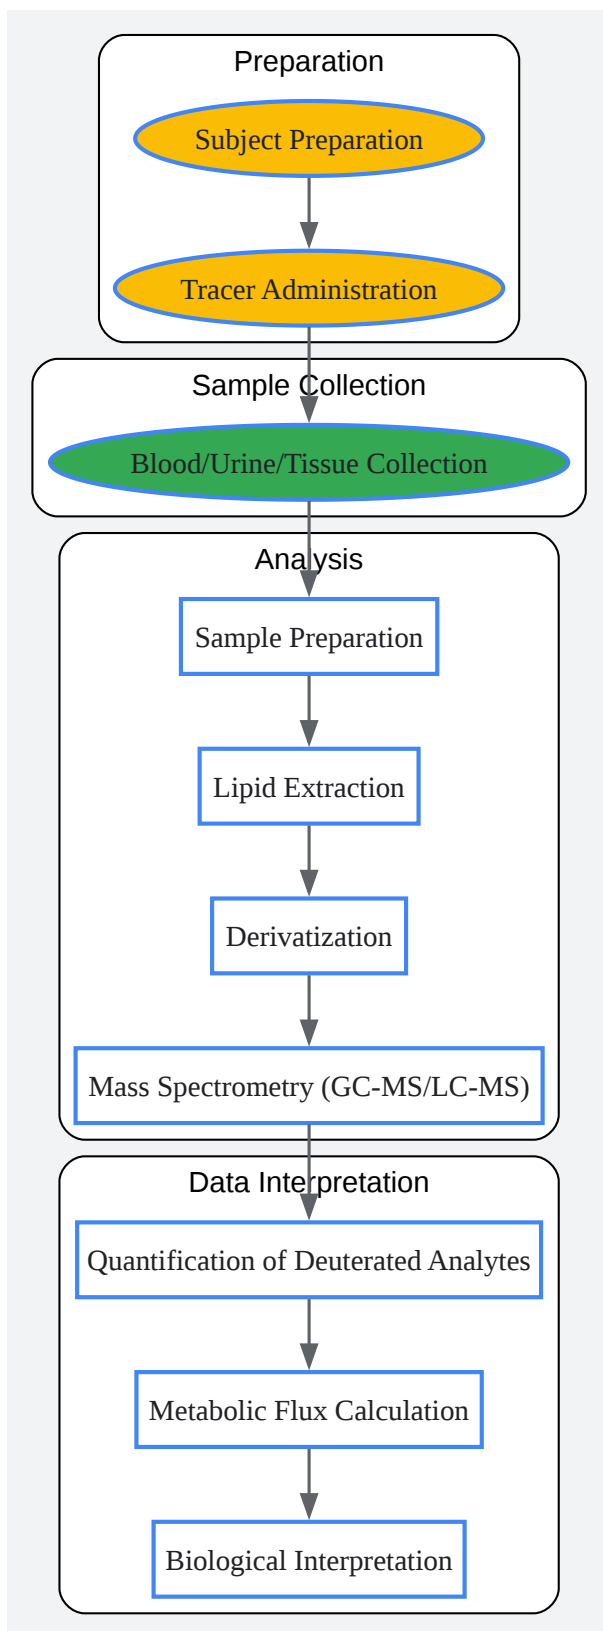 Preparation
Subject Preparation
Tracer Administration
Sample Collection
Blood/Urine/Tissue Collection
Analysis
Sample Preparation
Lipid Extraction
Derivatization
Mass Spectrometry (GC-MS/LC-MS)
Data Interpretation
Quantification of Deuterated Analytes
Metabolic Flux Calculation
Biological Interpretation